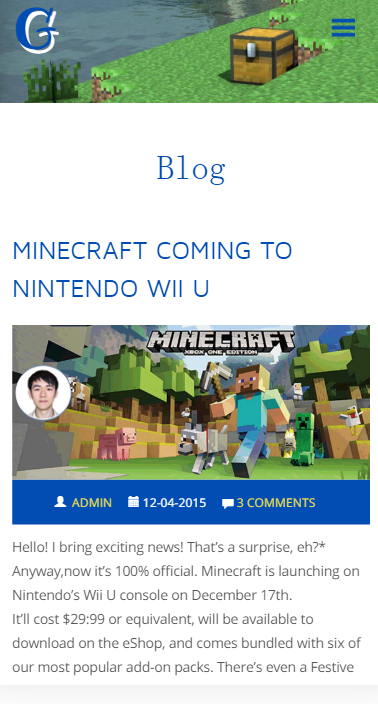 G
Blog
MINECRAFT COMING TO
NINTENDO WII U
MINECRAFT
XBOX ONE EDITION
ADMIN 12-04-2015 3 COMMENTS
Hello! I bring exciting news! That's a surprise, eh?*
Anyway,now it's 100% official. Minecraft is launching on
Nintendo's Wii U console on December 17th.
It'll cost $29:99 or equivalent, will be available to
download on the eShop, and comes bundled with six of
our most popular add-on packs. There's even a Festive